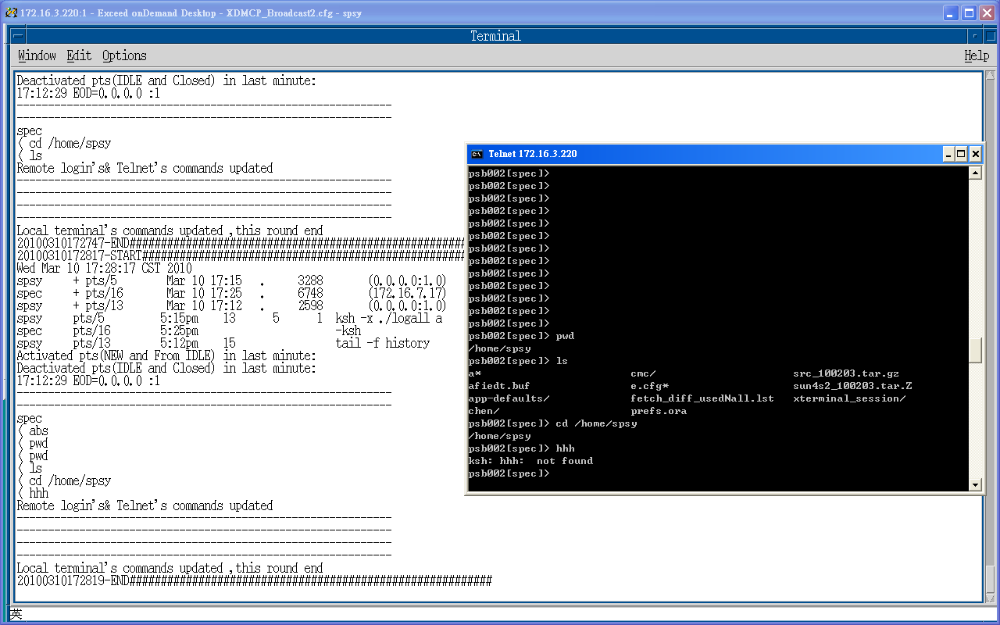 172.16.3.220:1 - Exceed onDemand Desktop - XDMCP_Broadcast2.cfg - spsy
Terminal
Window Edit Options Help
Deactivated pts(IDLE and Closed) in last minute:
17:12:29 EOD=0.0.0.0 :1
------------------------------------------------------------
------------------------------------------------------------
spec
< cd /home/spsy
< ls
Remote login's& Telnet's commands updated
------------------------------------------------------------
------------------------------------------------------------
------------------------------------------------------------
------------------------------------------------------------
Local terminal's commands updated ,this round end
20100310172747-END######################################################
20100310172817-START####################################################
Wed Mar 10 17:28:17 CST 2010
spsy     + pts/5        Mar 10 17:15   .     3288       (0.0.0.0:1.0)
spec     + pts/16       Mar 10 17:25   .     6748       (172.16.7.17)
spsy     + pts/13       Mar 10 17:12   .     2598       (0.0.0.0:1.0)
spsy     pts/5         5:15pm    13      5      1  ksh -x ./logall a
spec     pts/16        5:25pm                      -ksh
spsy     pts/13        5:12pm    15                tail -f history
Activated pts(NEW and From IDLE) in last minute:
Deactivated pts(IDLE and Closed) in last minute:
17:12:29 EOD=0.0.0.0 :1
------------------------------------------------------------
------------------------------------------------------------
spec
< abs
< pwd
< pwd
< ls
< cd /home/spsy
< hhh
Remote login's& Telnet's commands updated
------------------------------------------------------------
------------------------------------------------------------
------------------------------------------------------------
------------------------------------------------------------
Local terminal's commands updated ,this round end
20100310172819-END##########################################################
英
Telnet 172.16.3.220
psb002[spec]>
psb002[spec]>
psb002[spec]>
psb002[spec]>
psb002[spec]>
psb002[spec]>
psb002[spec]>
psb002[spec]>
psb002[spec]>
psb002[spec]>
psb002[spec]>
psb002[spec]>
psb002[spec]>
psb002[spec]> pwd
/home/spsy
psb002[spec]> ls
a*                        cmc/                      src_100203.tar.gz
afiedt.buf                e.cfg*                    sun4s2_100203.tar.Z
app-defaults/             fetch_diff_usedNall.lst   xterminal_session/
chen/                     prefs.ora
psb002[spec]> cd /home/spsy
/home/spsy
psb002[spec]> hhh
ksh: hhh:  not found
psb002[spec]>